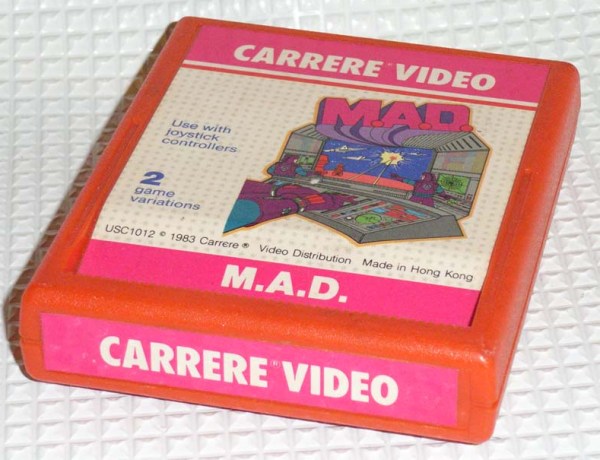 CARRERE® VIDEO
M.A.D.
Use with
joystick
controllers
2
game
variations
USC1012 © 1983 Carrere ® Video Distribution Made in Hong Kong
M.A.D.
CARRERE® VIDEO